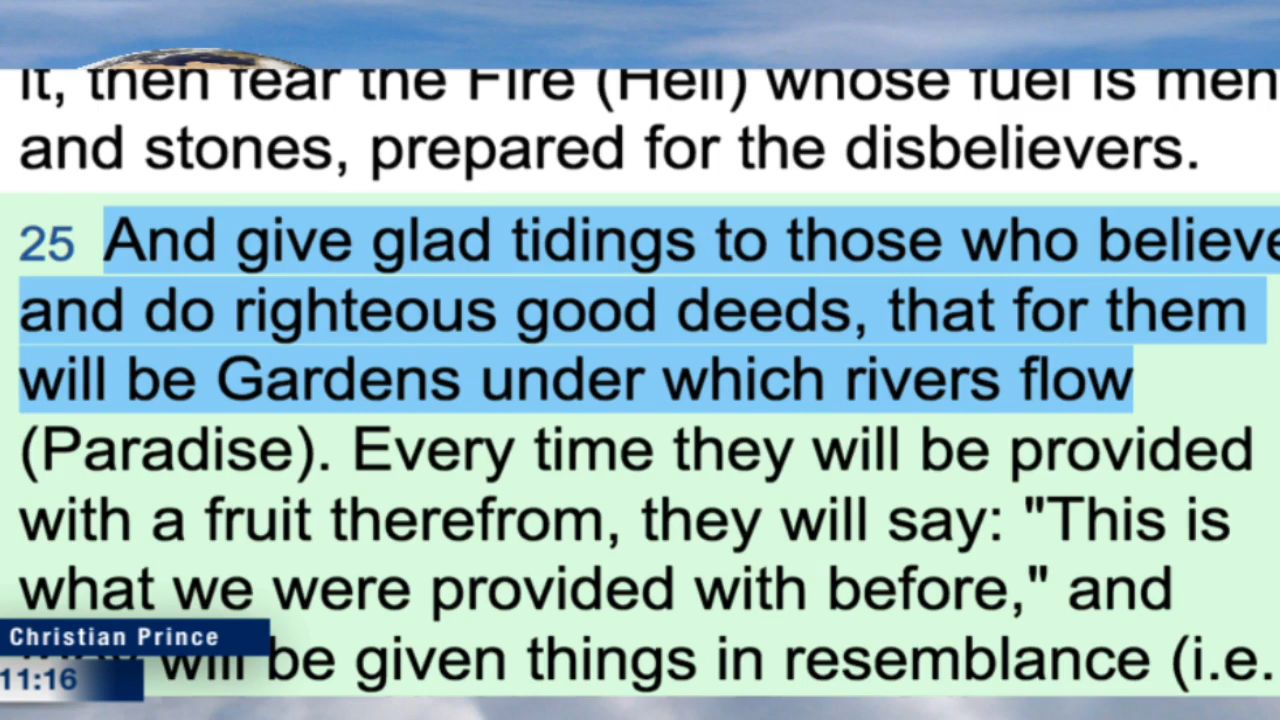 it, then fear the Fire (Hell) whose fuel is men
and stones, prepared for the disbelievers.
25 And give glad tidings to those who believe
and do righteous good deeds, that for them
will be Gardens under which rivers flow
(Paradise). Every time they will be provided
with a fruit therefrom, they will say: "This is
what we were provided with before," and
will be given things in resemblance (i.e.
Christian Prince
11:16